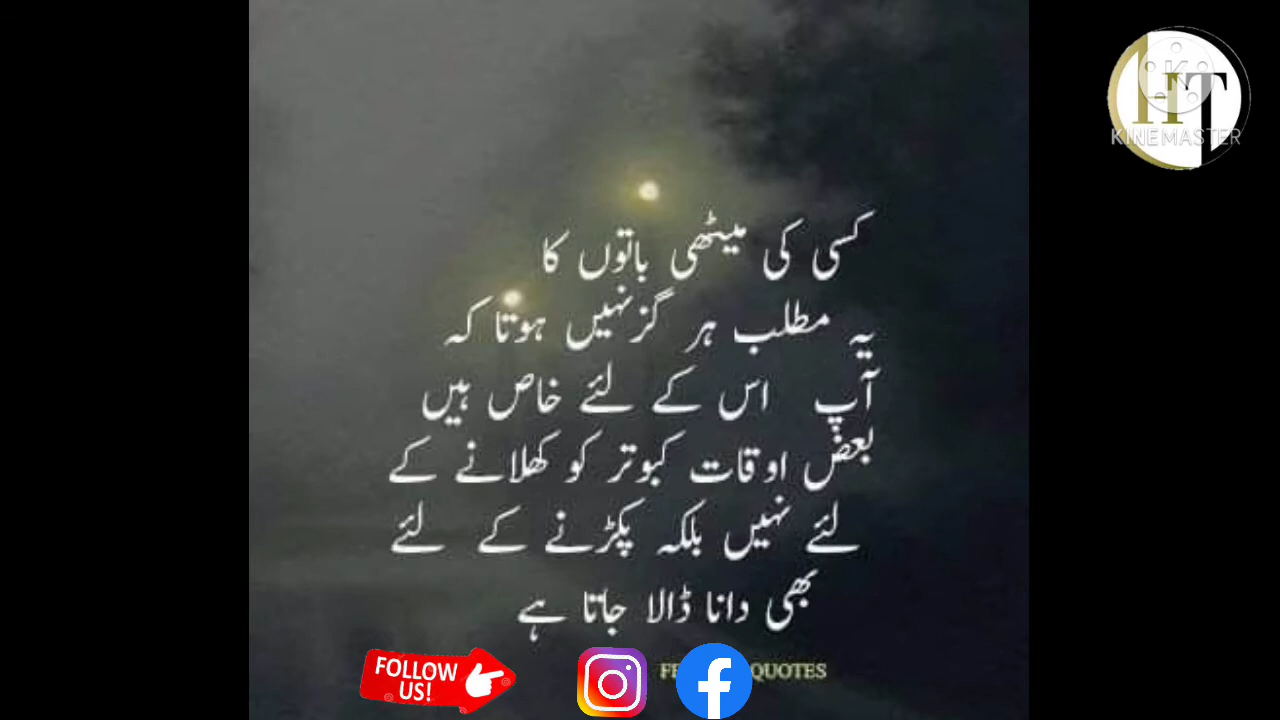 کسی کی میٹھی باتوں کا
یہ مطلب ہر گز نہیں ہوتا کہ
آپ اس کے لئے خاص ہیں
بعض اوقات کبوتر کو کھلانے کے
لئے نہیں بلکہ پکڑنے کے لئے
بھی دانا ڈالا جاتا ہے
HT
KINEMASTER
FOLLOW
US!
QUOTES